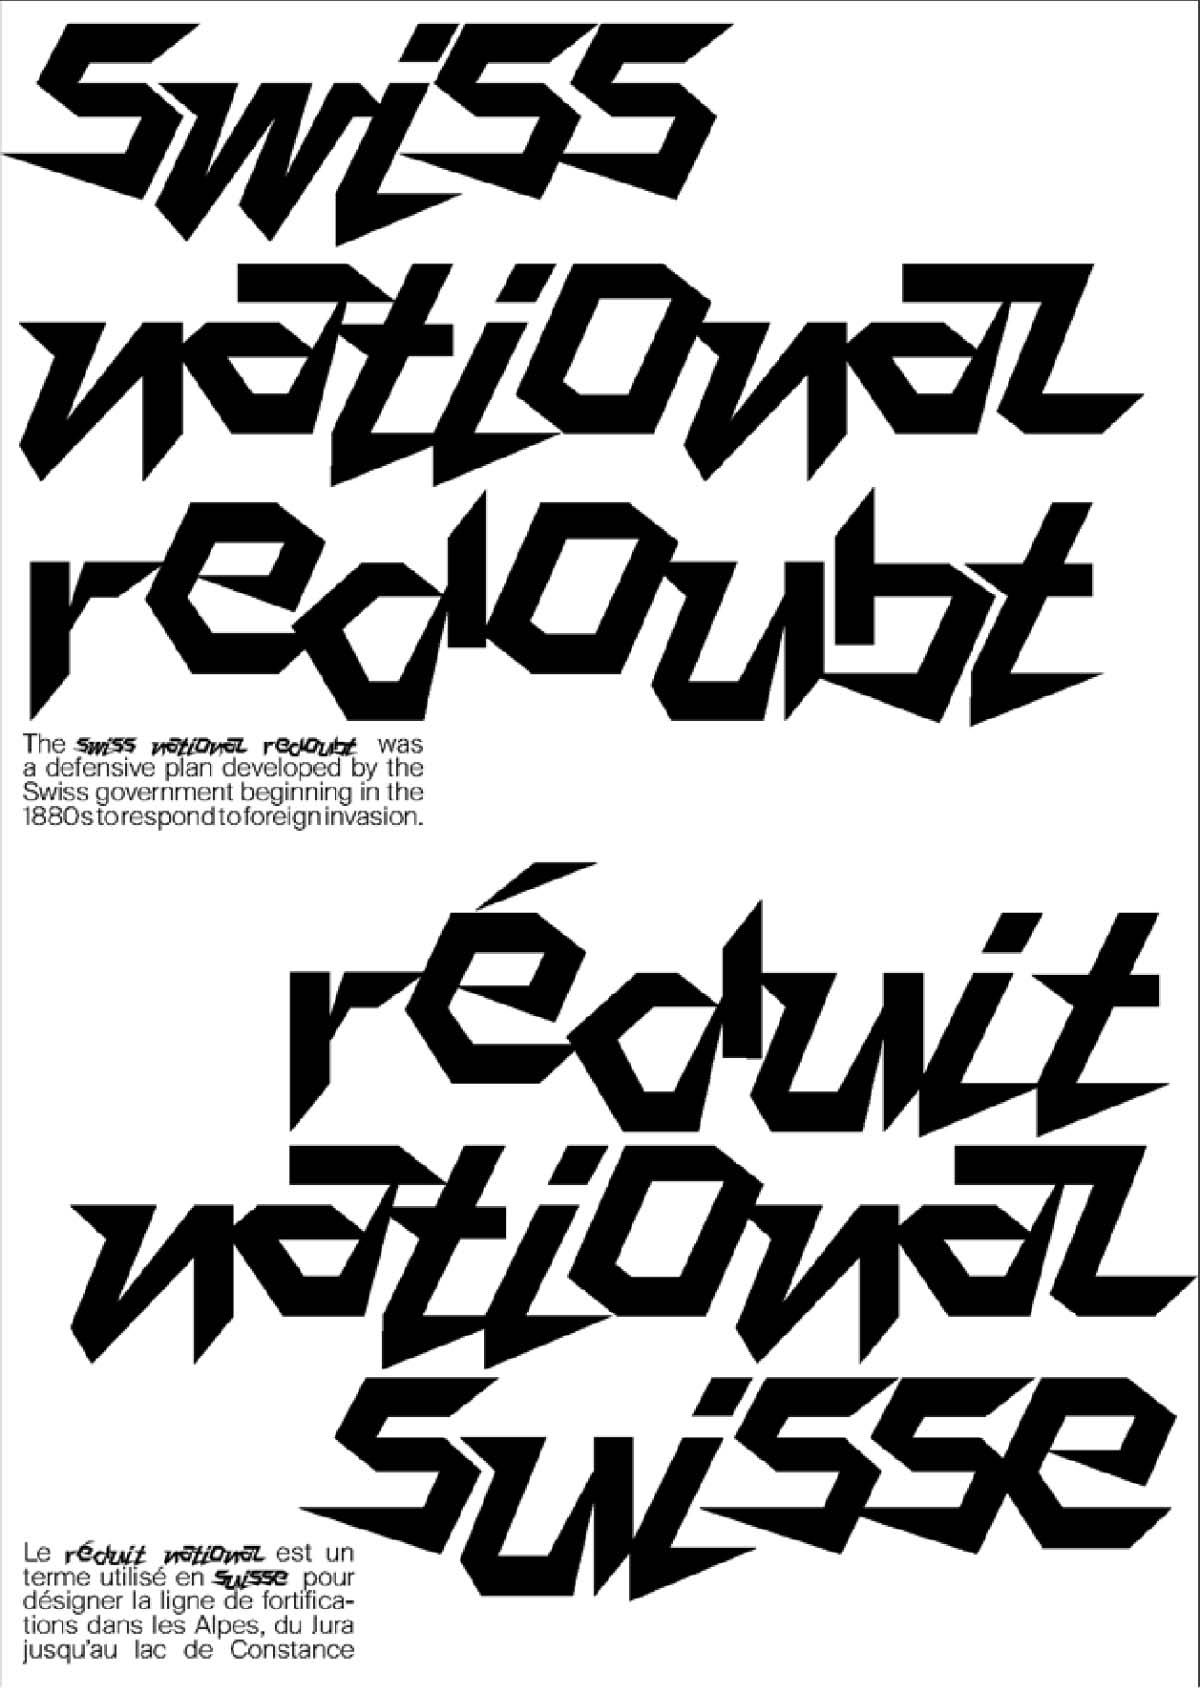 swiss
national
redoubt
The swiss national redoubt was
a defensive plan developed by the
Swiss government beginning in the
1880s to respond to foreign invasion.
réduit
national
suisse
Le réduit national est un
terme utilisé en suisse pour
désigner la ligne de fortifica-
tions dans les Alpes, du Jura
jusqu'au lac de Constance